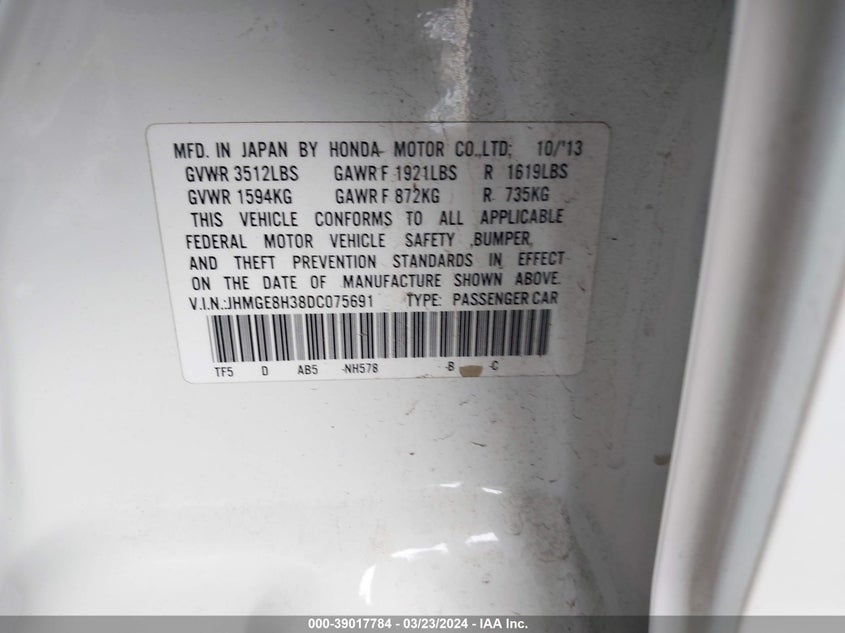 MFD. IN JAPAN BY HONDA MOTOR CO.,LTD; 10/'13
GVWR 3512LBS GAWR F 1921LBS R 1619LBS
GVWR 1594KG GAWR F 872KG R 735KG
THIS VEHICLE CONFORMS TO ALL APPLICABLE
FEDERAL MOTOR VEHICLE SAFETY ,BUMPER,
AND THEFT PREVENTION STANDARDS IN EFFECT
ON THE DATE OF MANUFACTURE SHOWN ABOVE.
V.I.N.:JHMGE8H38DC075691 TYPE: PASSENGER CAR
TF5 D AB5 -NH578 -B -C
000-39017784 - 03/23/2024 - IAA Inc.